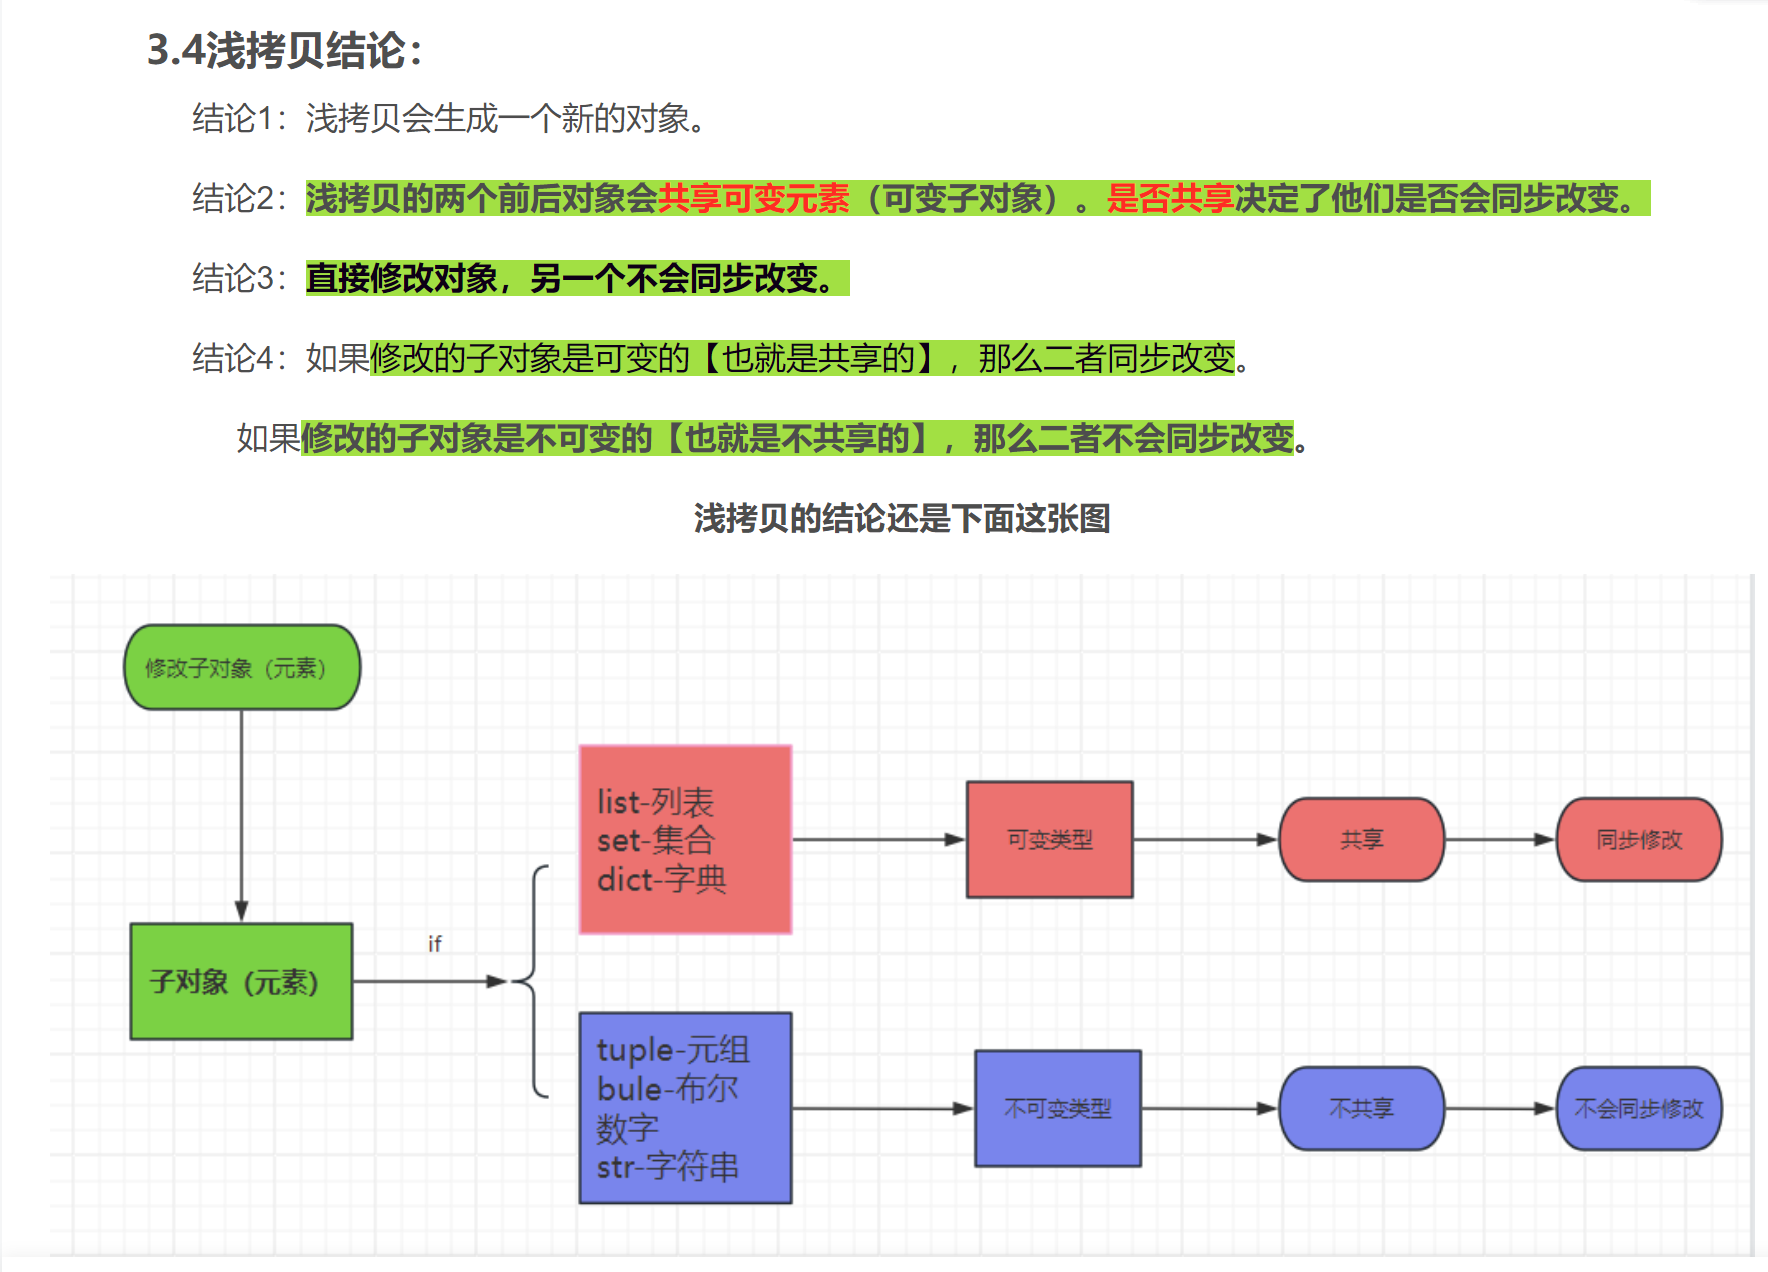 3.4浅拷贝结论：
结论1：浅拷贝会生成一个新的对象。
结论2：浅拷贝的两个前后对象会共享可变元素（可变子对象）。是否共享决定了他们是否会同步改变。
结论3：直接修改对象，另一个不会同步改变。
结论4：如果修改的子对象是可变的【也就是共享的】，那么二者同步改变。
如果修改的子对象是不可变的【也就是不共享的】，那么二者不会同步改变。
浅拷贝的结论还是下面这张图
修改子对象（元素）
子对象（元素）
if
list-列表
set-集合
dict-字典
可变类型
共享
同步修改
tuple-元组
bule-布尔
数字
str-字符串
不可变类型
不共享
不会同步修改